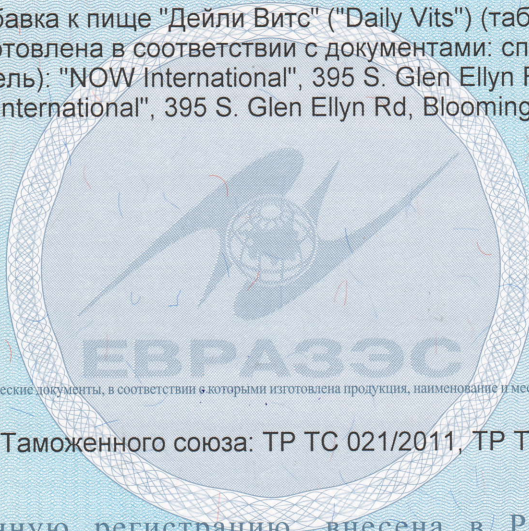 бавка к пище "Дейли Витс" ("Daily Vits") (таб
отовлена в соответствии с документами: сп
ель): "NOW International", 395 S. Glen Ellyn R
nternational", 395 S. Glen Ellyn Rd, Blooming
ЕВРАЗЭС
еские документы, в соответствии с которыми изготовлена продукция, наименование и мес
Таможенного союза: ТР ТС 021/2011, ТР Т
нную регистрацию, внесена в Р